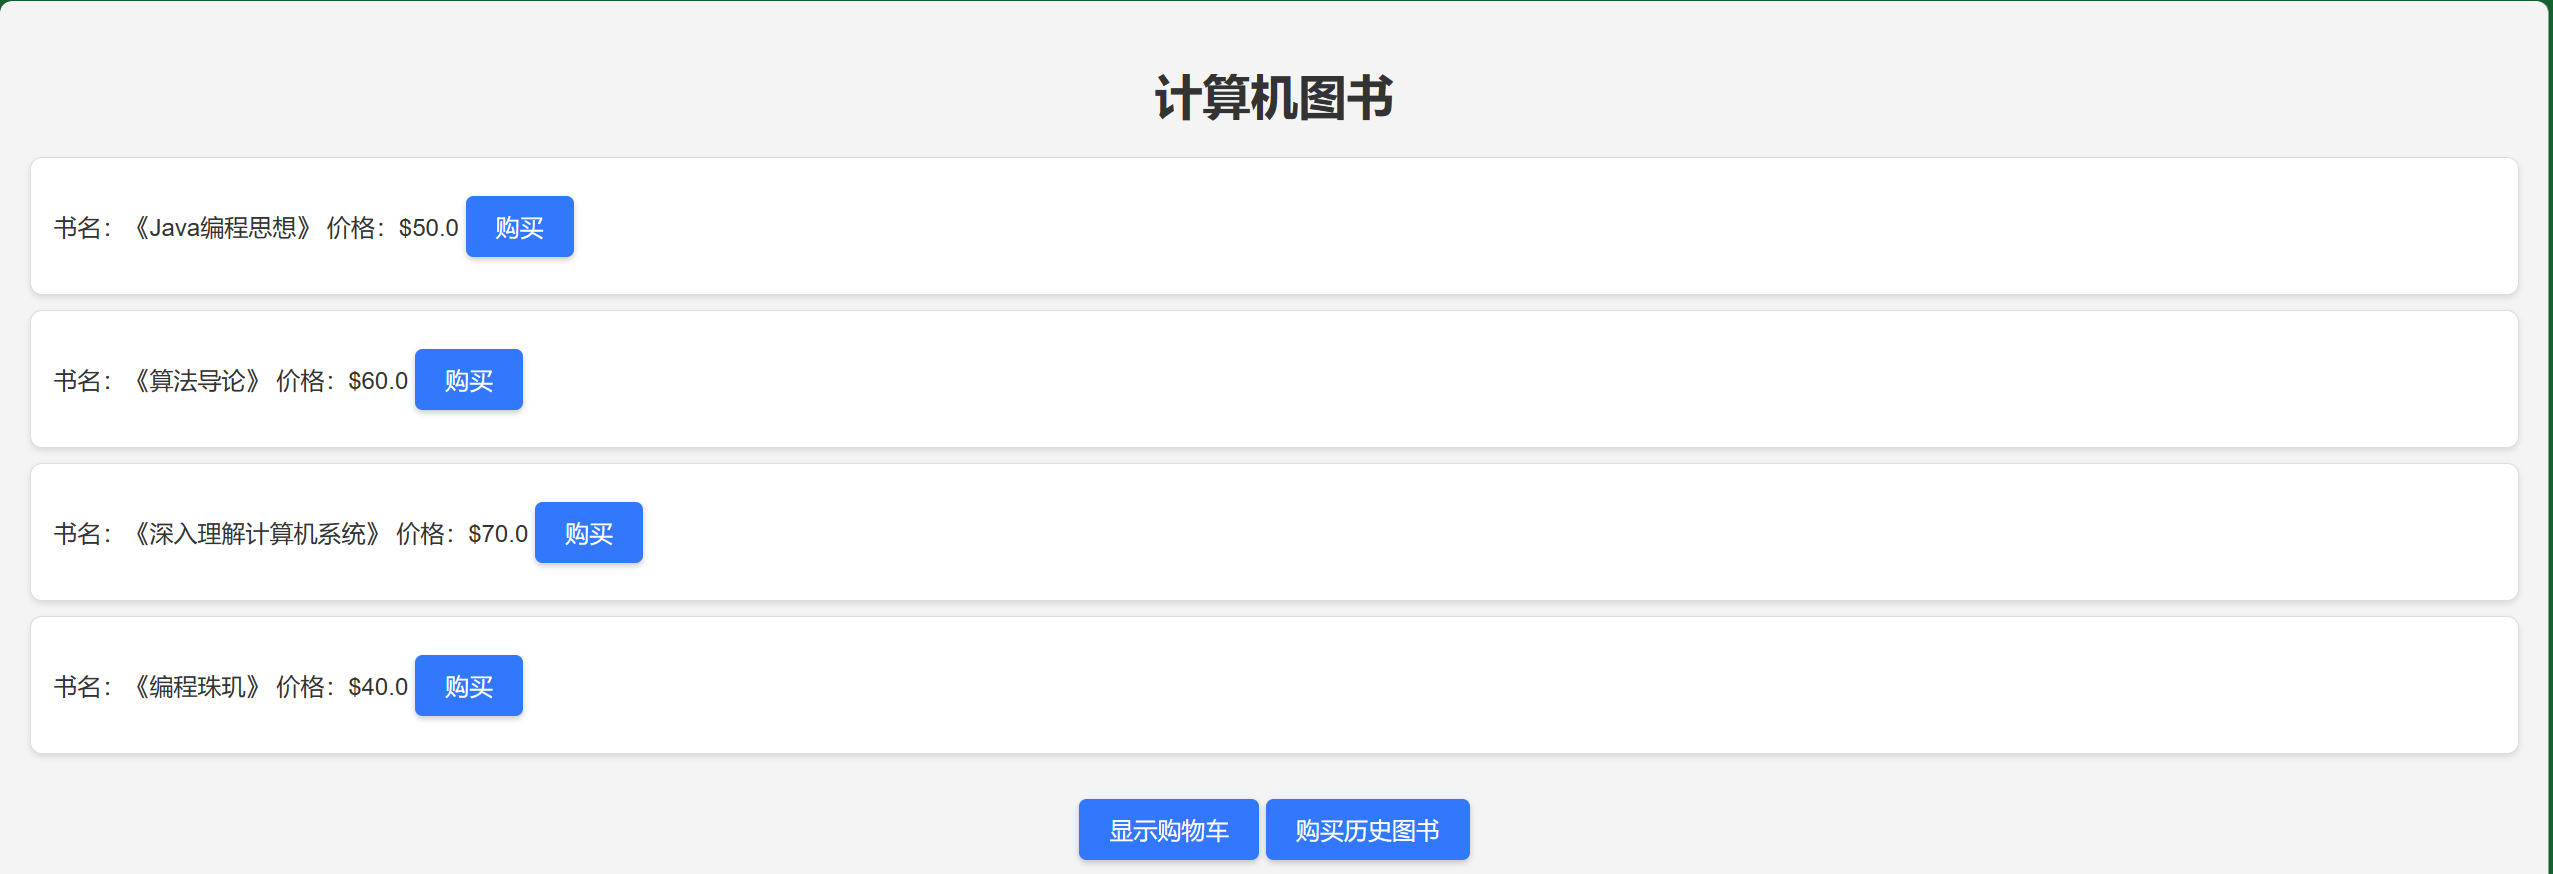 计算机图书
书名：《Java编程思想》 价格：$50.0 购买
书名：《算法导论》 价格：$60.0 购买
书名：《深入理解计算机系统》 价格：$70.0 购买
书名：《编程珠玑》 价格：$40.0 购买
显示购物车 购买历史图书